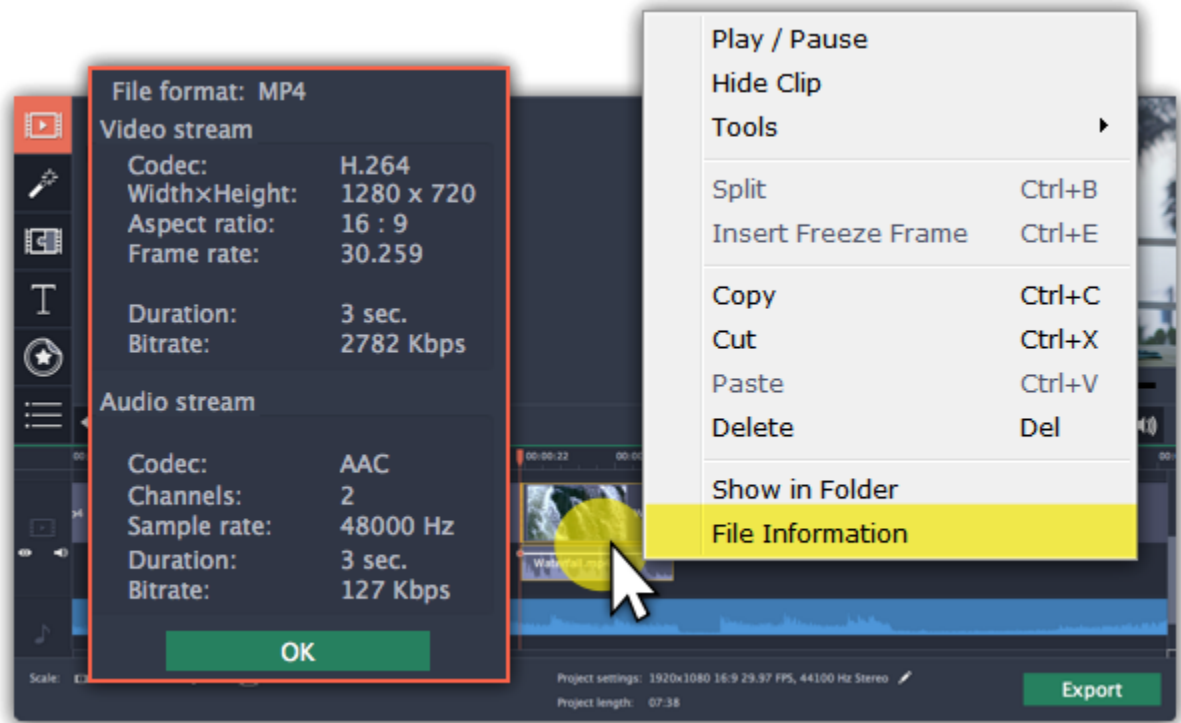 File format: MP4
Video stream
Codec: H.264
Width×Height: 1280 x 720
Aspect ratio: 16 : 9
Frame rate: 30.259
Duration: 3 sec.
Bitrate: 2782 Kbps
Audio stream
Codec: AAC
Channels: 2
Sample rate: 48000 Hz
Duration: 3 sec.
Bitrate: 127 Kbps
OK
Play / Pause
Hide Clip
Tools
Split Ctrl+B
Insert Freeze Frame Ctrl+E
Copy Ctrl+C
Cut Ctrl+X
Paste Ctrl+V
Delete Del
Show in Folder
File Information
T
00:00:22
Scale:
Project settings: 1920x1080 16:9 29.97 FPS, 44100 Hz Stereo
Project length: 07:38
Export